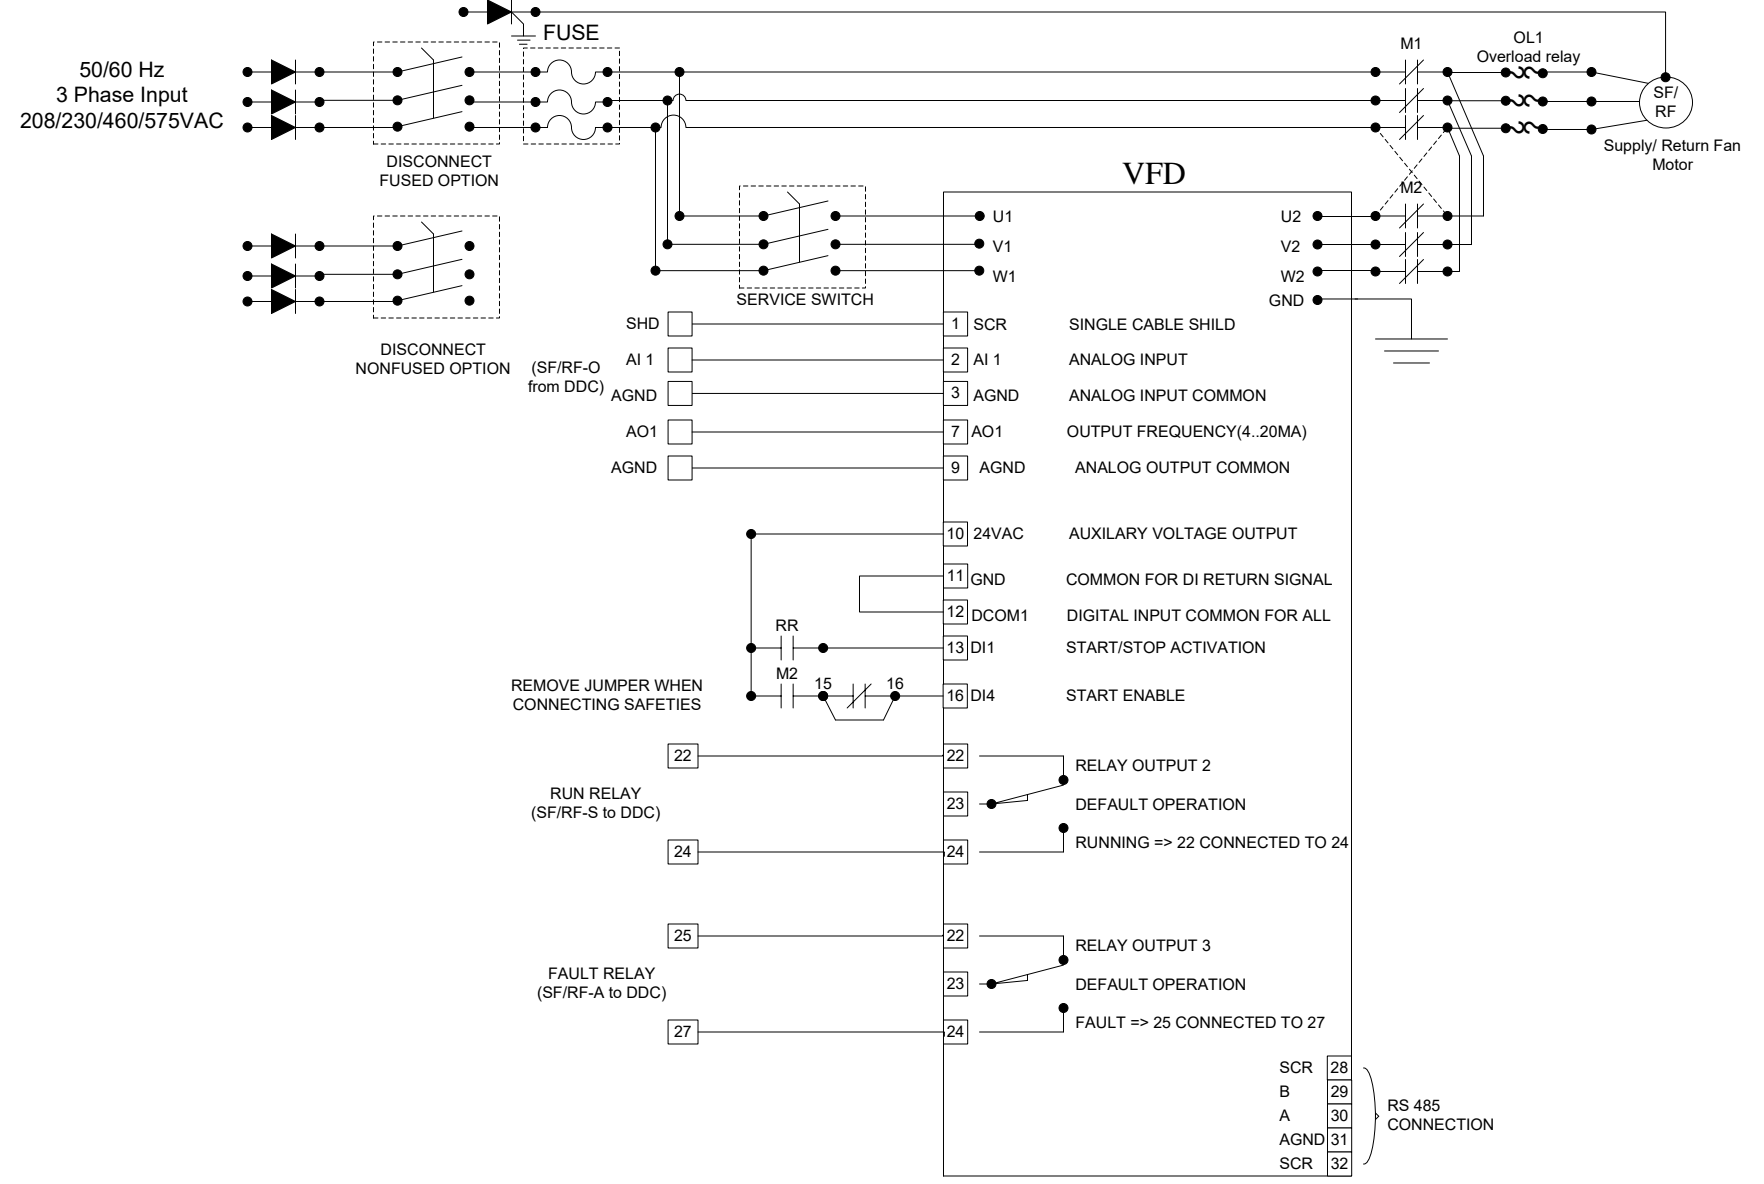 FUSE
50/60 Hz
3 Phase Input
208/230/460/575VAC
DISCONNECT
FUSED OPTION
M1
OL1
Overload relay
SF/
RF
Supply/ Return Fan
Motor
VFD
M2
U1
V1
W1
U2
V2
W2
GND
SERVICE SWITCH
DISCONNECT
NONFUSED OPTION
(SF/RF-O
from DDC)
SHD
1 SCR SINGLE CABLE SHILD
AI 1
2 AI 1 ANALOG INPUT
AGND
3 AGND ANALOG INPUT COMMON
AO1
7 AO1 OUTPUT FREQUENCY(4..20MA)
AGND
9 AGND ANALOG OUTPUT COMMON
10 24VAC AUXILARY VOLTAGE OUTPUT
11 GND COMMON FOR DI RETURN SIGNAL
12 DCOM1 DIGITAL INPUT COMMON FOR ALL
RR
13 DI1 START/STOP ACTIVATION
M2
15
16
16 DI4 START ENABLE
REMOVE JUMPER WHEN
CONNECTING SAFETIES
22
22
RELAY OUTPUT 2
RUN RELAY
(SF/RF-S to DDC)
23
DEFAULT OPERATION
RUNNING => 22 CONNECTED TO 24
24
24
25
22
RELAY OUTPUT 3
FAULT RELAY
(SF/RF-A to DDC)
23
DEFAULT OPERATION
FAULT => 25 CONNECTED TO 27
27
24
SCR 28
B 29
A 30
AGND 31
SCR 32
RS 485
CONNECTION